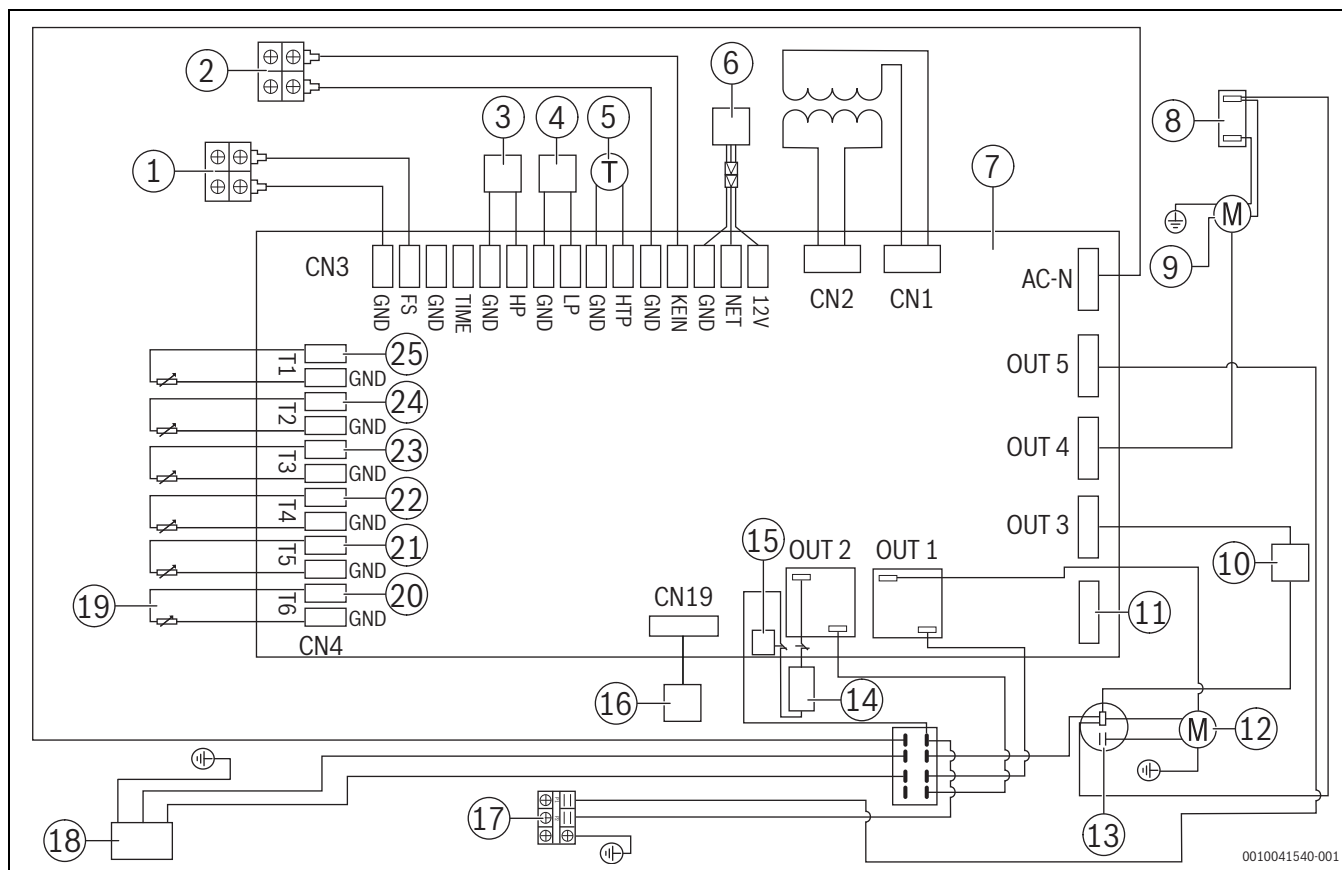 2
6
3
4
5
8
1
T
7
M
CN3
AC-N
9
CN2
CN1
GND
FS
GND
TIME
GND
HP
GND
LP
GND
HTP
GND
KEIN
GND
NET
12V
T1
25
GND
OUT 5
T2
24
GND
T3
23
GND
OUT 4
T4
22
GND
OUT 3
T5
21
GND
15
OUT 2
OUT 1
10
19
T6
20
GND
CN19
11
CN4
16
14
M
12
17
18
13
0010041540-001